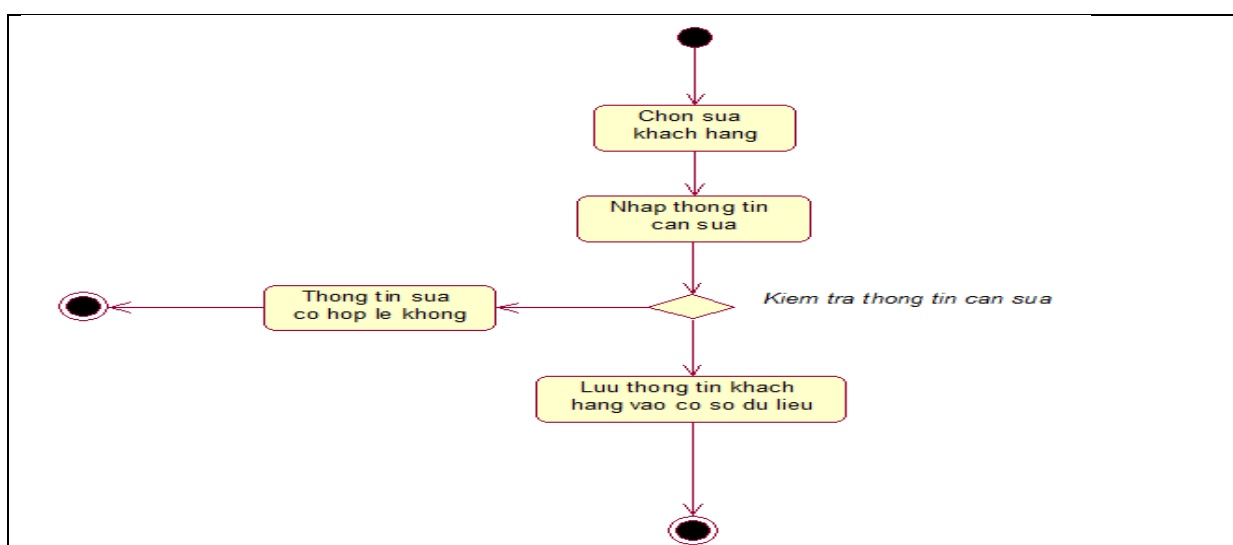 Chon sua
khach hang
Nhap thong tin
can sua
Kiem tra thong tin can sua
Thong tin sua
co hop le khong
Luu thong tin khach
hang vao co so du lieu